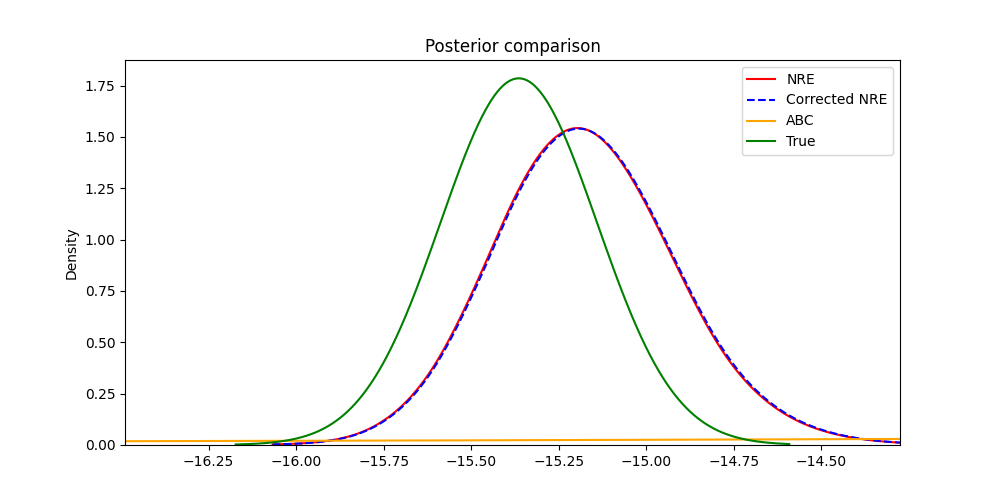 Posterior comparison
NRE
Corrected NRE
ABC
True
Density
1.75
1.50
1.25
1.00
0.75
0.50
0.25
0.00
−16.25 −16.00 −15.75 −15.50 −15.25 −15.00 −14.75 −14.50